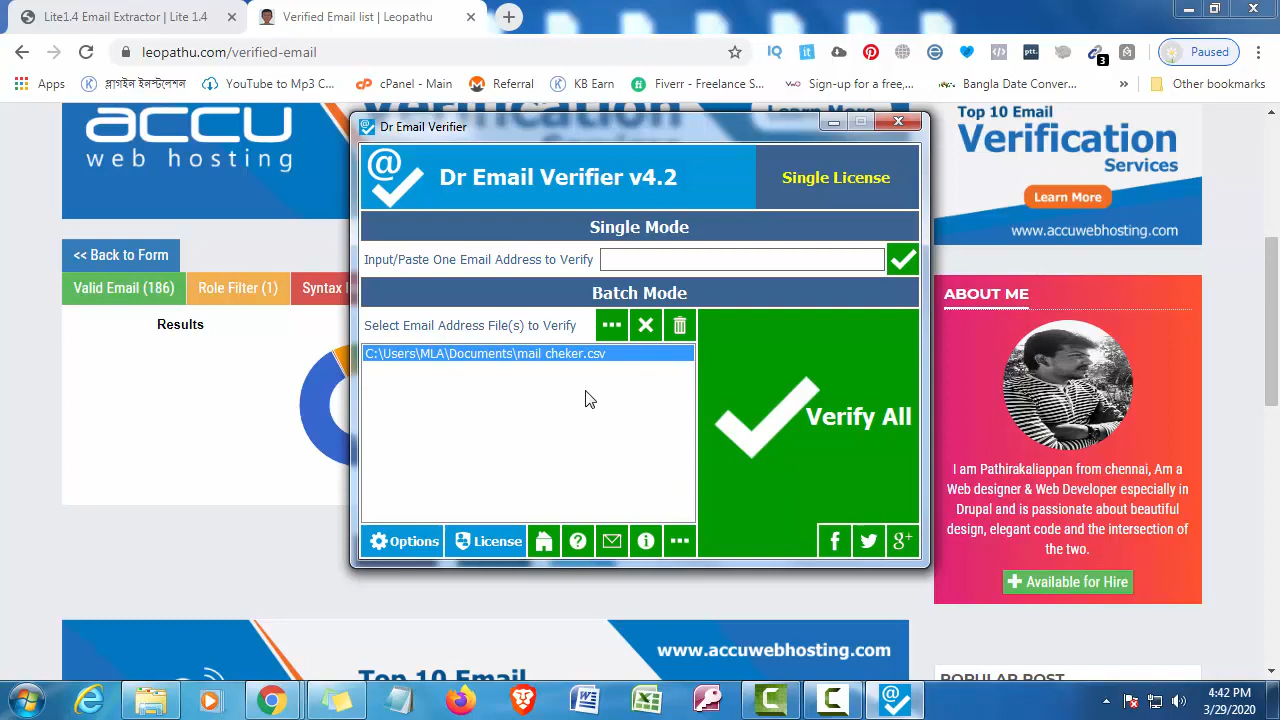 Lite1.4 Email Extractor | Lite 1.4
Verified Email list | Leopathu
leopathu.com/verified-email
Paused
3
Apps
প্লাগইন ইনস্টলেশন
YouTube to Mp3 C
cPanel - Main
Referral
KB Earn
Fiverr - Freelance S...
Sign-up for a free,...
Bangla Date Conver...
Other bookmarks
accu
web hosting
Verification
Learn More
Dr Email Verifier
Dr Email Verifier v4.2
Single License
Single Mode
Input/Paste One Email Address to Verify
Batch Mode
Select Email Address File(s) to Verify
C:\Users\MLA\Documents\mail cheker.csv
Verify All
Options
License
<< Back to Form
Valid Email (186)
Role Filter (1)
Syntax
Results
Top 10 Email
Verification
Services
Learn More
www.accuwebhosting.com
ABOUT ME
I am Pathirakaliappan from chennai, Am a
Web designer & Web Developer especially in
Drupal and is passionate about beautiful
design, elegant code and the intersection of
the two.
Available for Hire
www.accuwebhosting.com
Top 10 Email
POPULAR POST
4:42 PM
3/29/2020